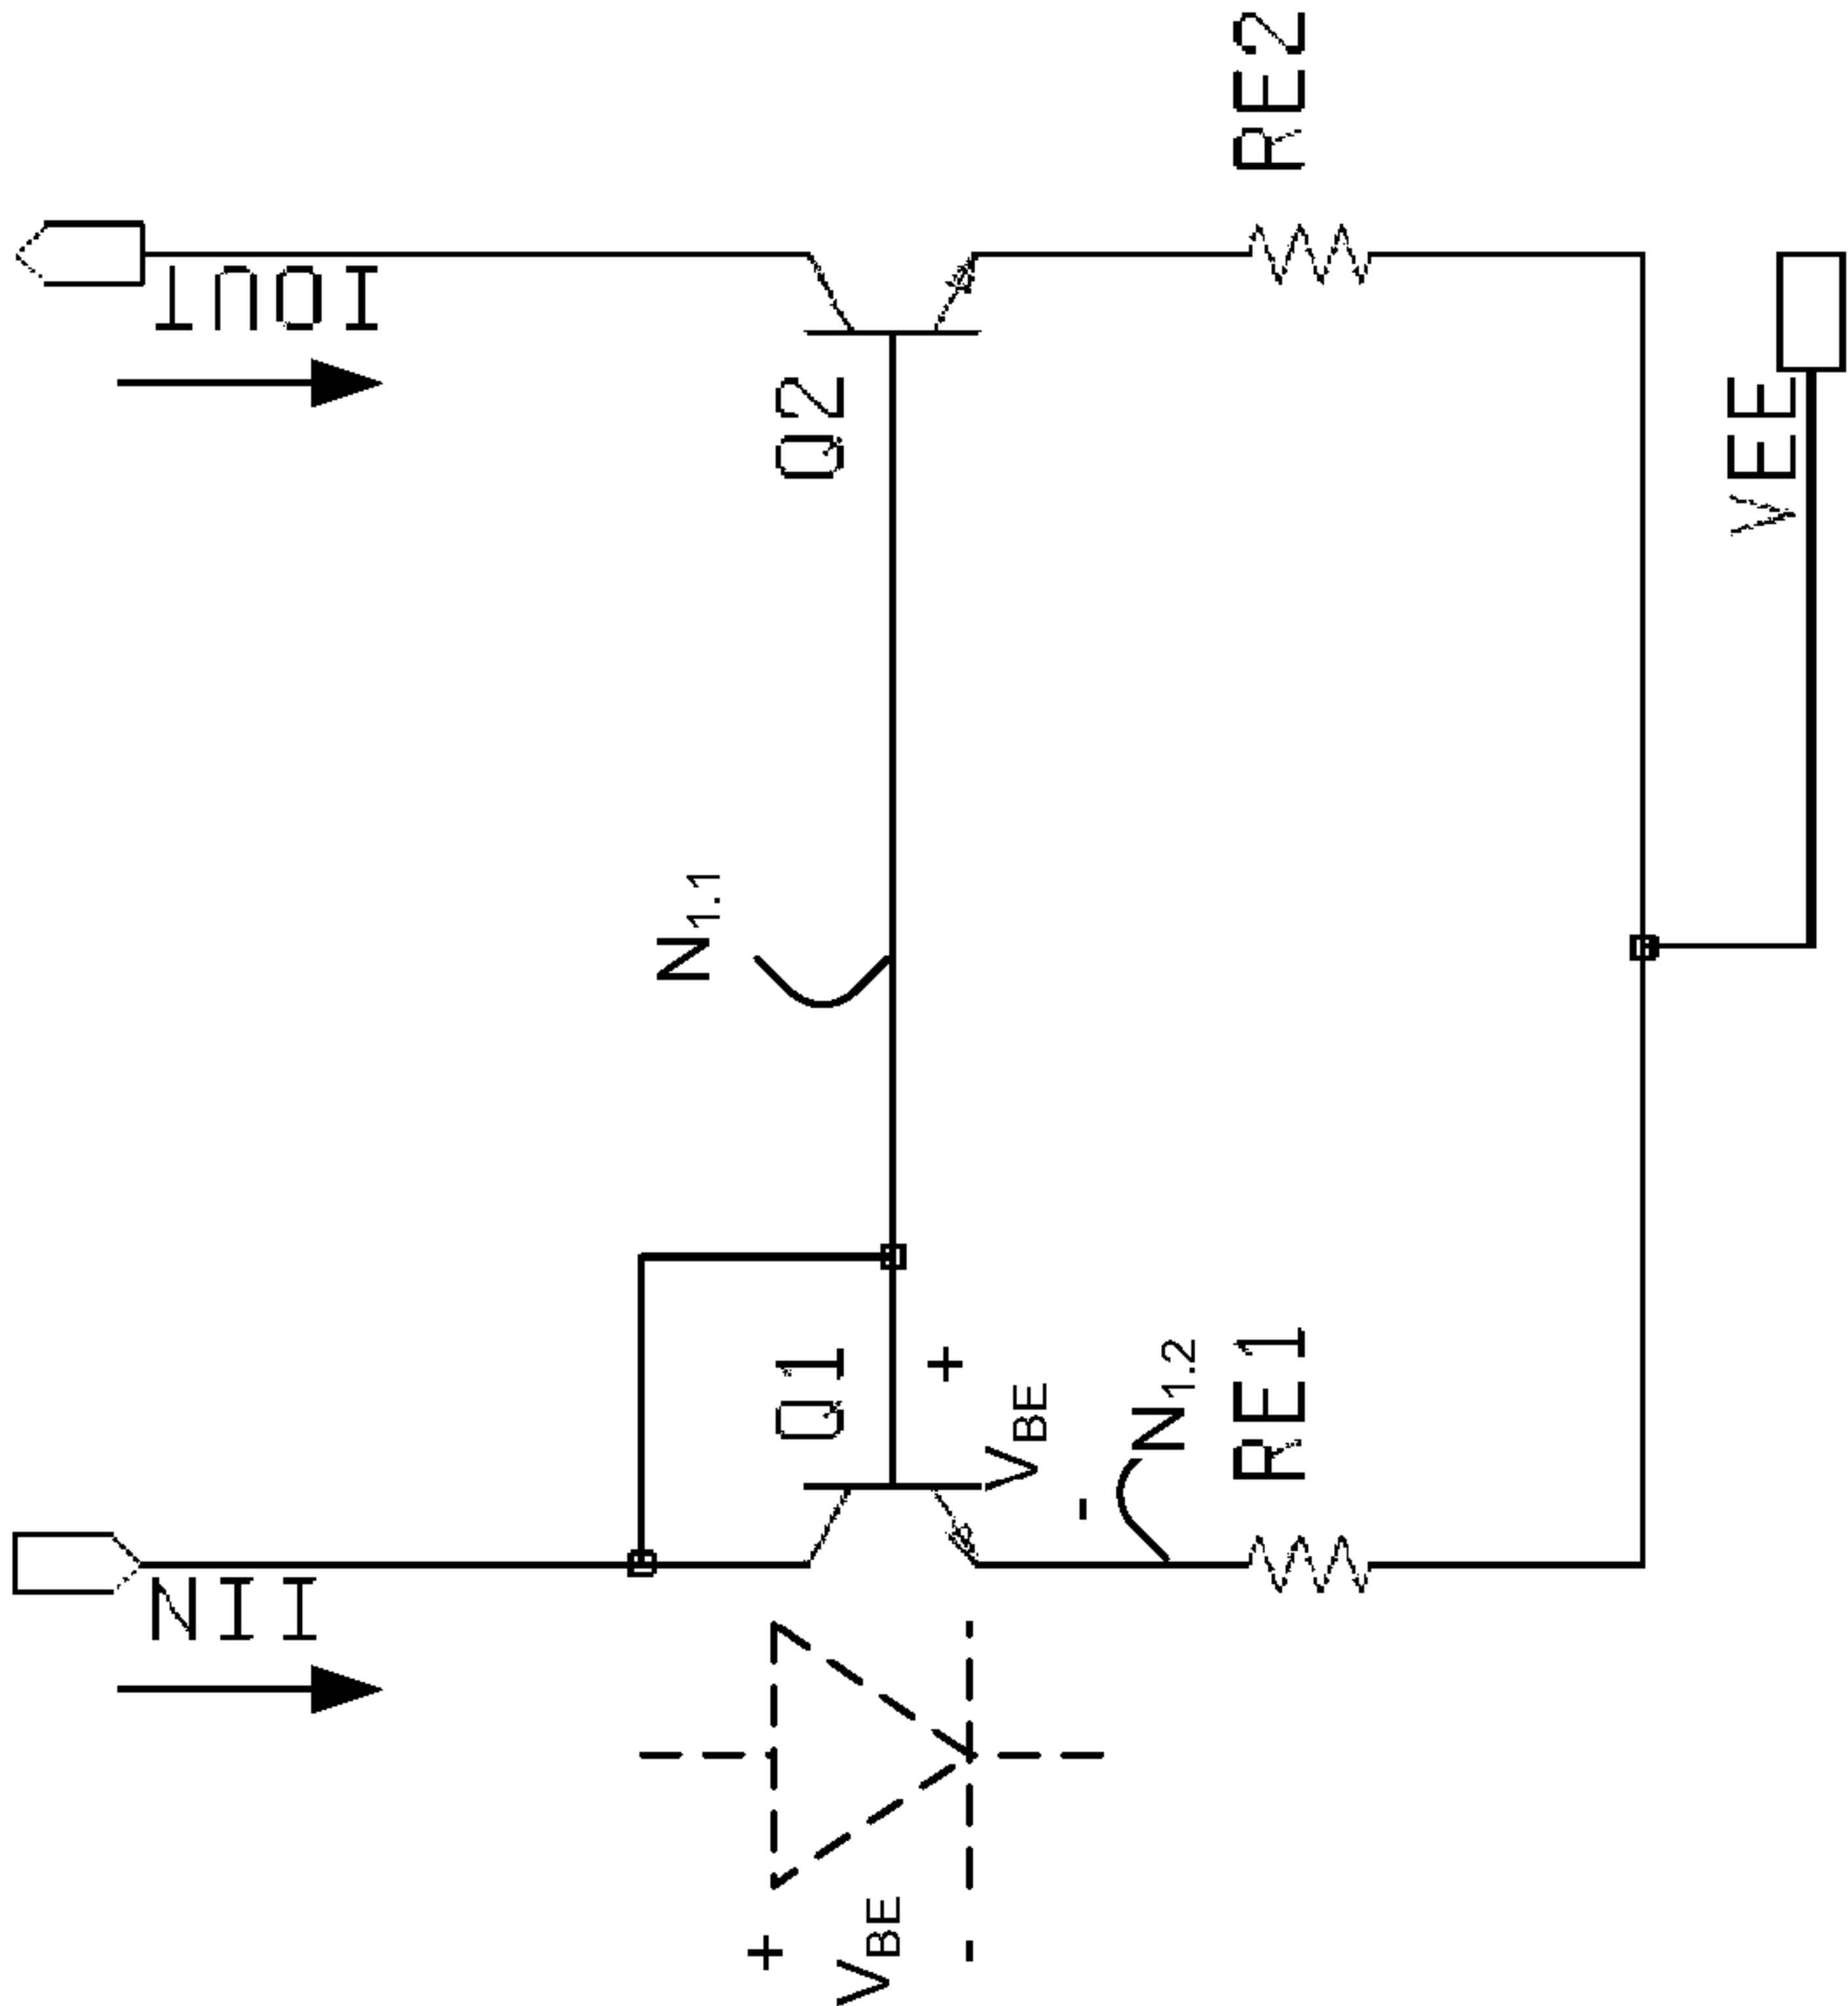 IOUT
RE2
Q2
VEE
N1.1
Q1
+
VBE
-
N1.2
RE1
IIN
+
VBE
-